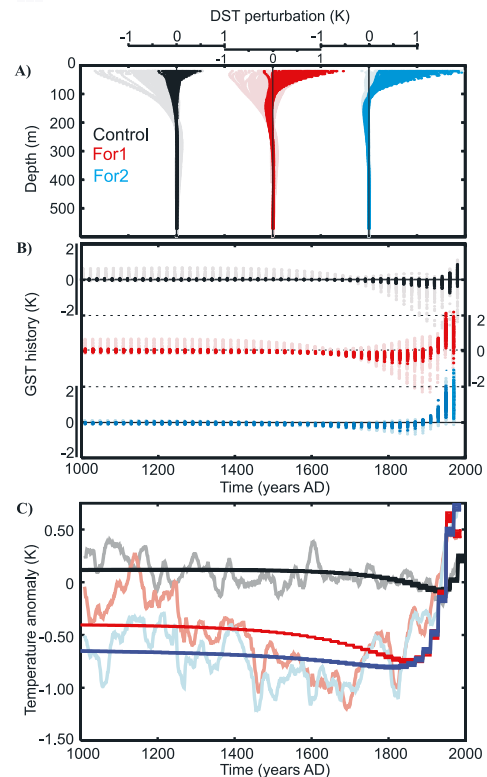 DST perturbation (K)
-1 0 1 -1 0 1
-1 0 1
A)
0
100
200
300
400
500
Depth (m)
Control
For1
For2
B)
2
0
-2
2
0
-2
2
0
-2
GST history (K)
1000 1200 1400 1600 1800 2000
Time (years AD)
C)
0.50
0
-0.50
-1.00
-1.50
Temperature anomaly (K)
1000 1200 1400 1600 1800 2000
Time (years AD)